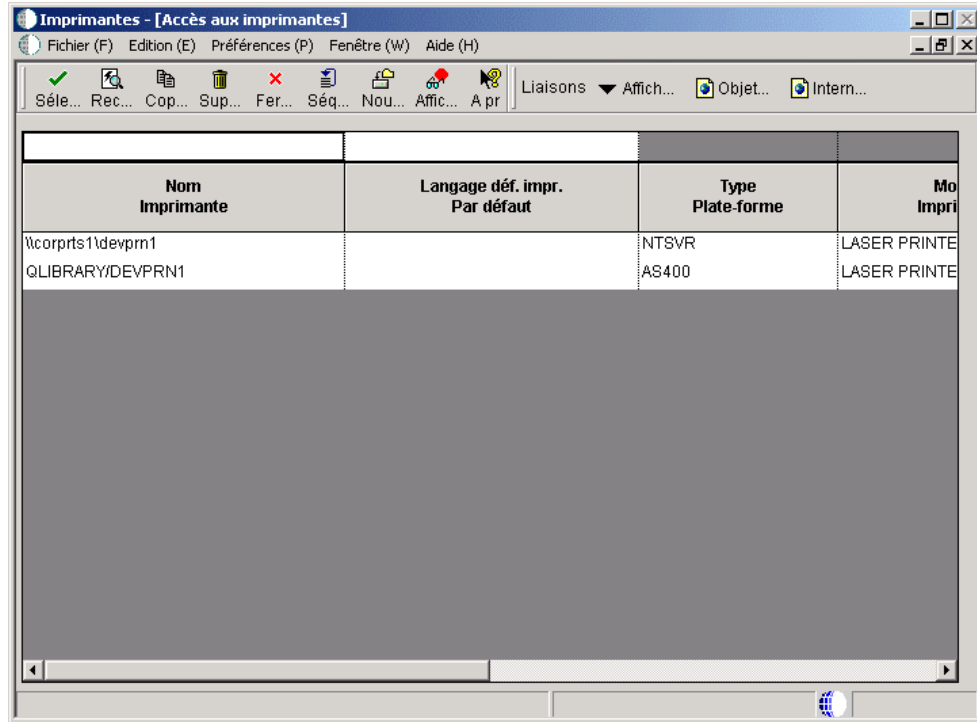 Imprimantes - [Accès aux imprimantes]
Fichier (F) Edition (E) Préférences (P) Fenêtre (W) Aide (H)
Séle... Rec... Cop... Sup... Fer... Séq... Nou... Affic... A pr Liaisons Affich... Objet... Intern...
Nom Langage déf. impr. Type Mo
Imprimante Par défaut Plate-forme Impri
\\corprts1\devprn1 NTSVR LASER PRINTE
QLIBRARY/DEVPRN1 AS400 LASER PRINTE